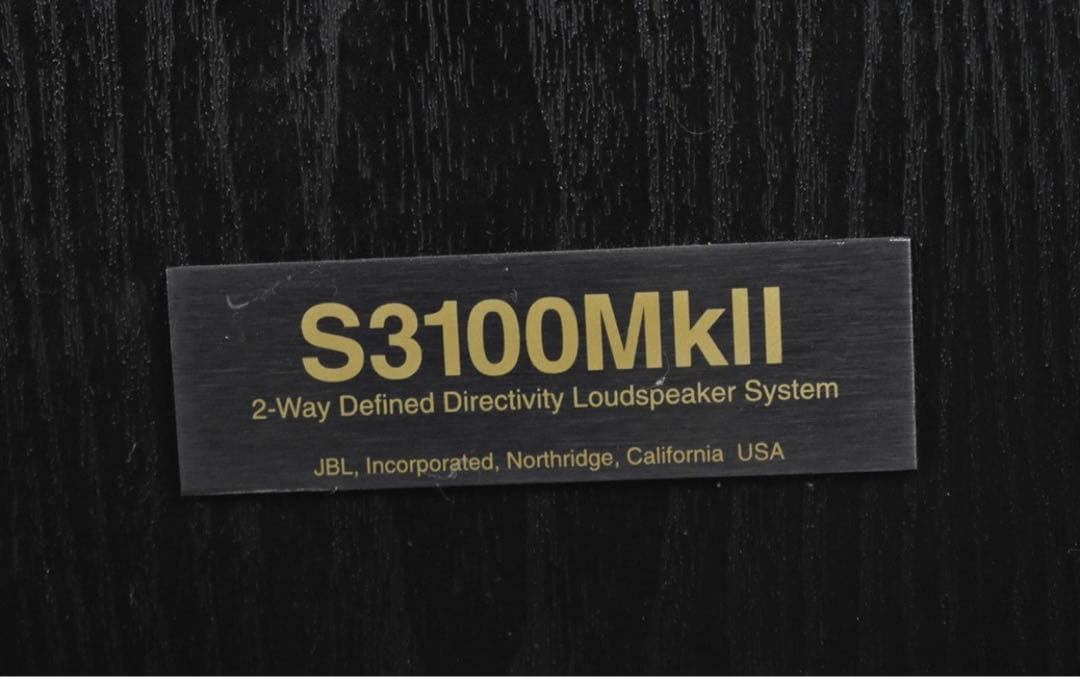 S3100MkII
2-Way Defined Directivity Loudspeaker System
JBL, Incorporated, Northridge, California USA